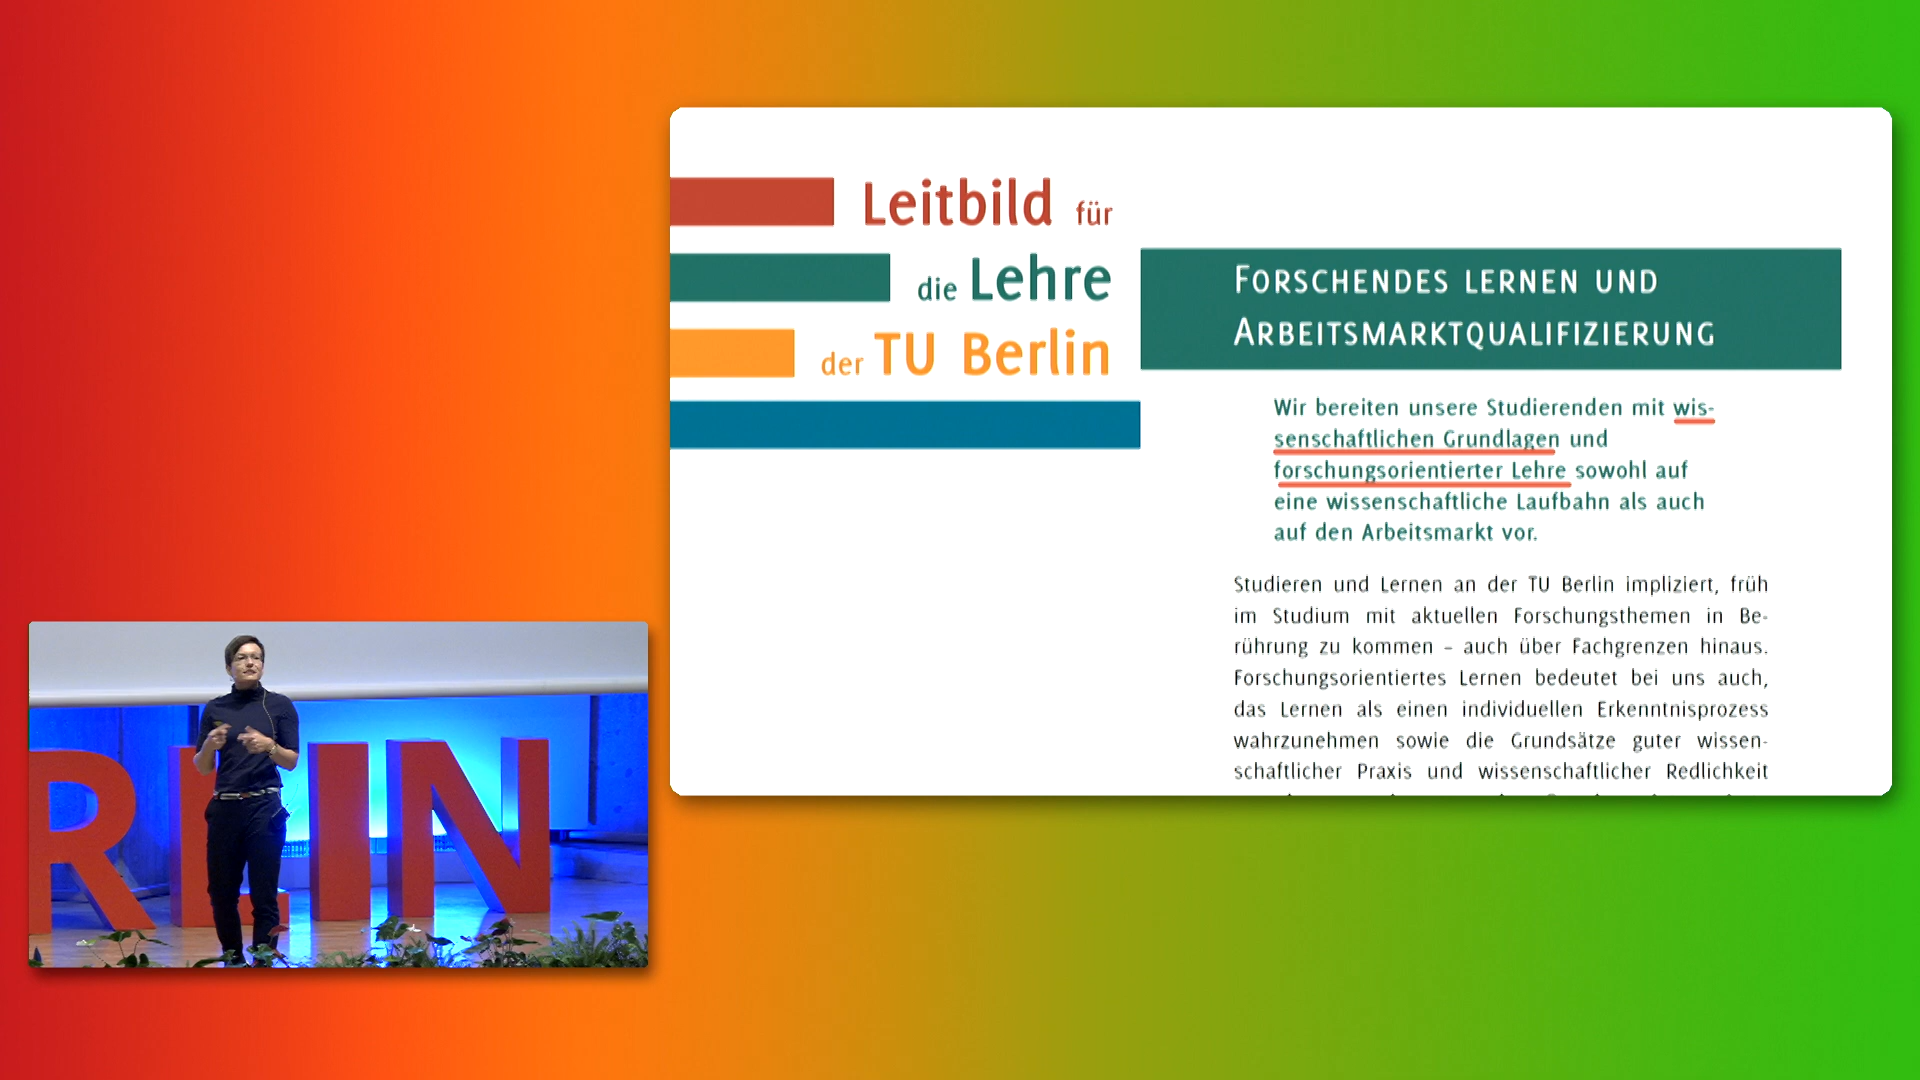 Leitbild für
die Lehre
der TU Berlin
FORSCHENDES LERNEN UND
ARBEITSMARKTQUALIFIZIERUNG
Wir bereiten unsere Studierenden mit wis-
senschaftlichen Grundlagen und
forschungsorientierter Lehre sowohl auf
eine wissenschaftliche Laufbahn als auch
auf den Arbeitsmarkt vor.
Studieren und Lernen an der TU Berlin impliziert, früh
im Studium mit aktuellen Forschungsthemen in Be-
rührung zu kommen – auch über Fachgrenzen hinaus.
Forschungsorientiertes Lernen bedeutet bei uns auch,
das Lernen als einen individuellen Erkenntnisprozess
wahrzunehmen sowie die Grundsätze guter wissen-
schaftlicher Praxis und wissenschaftlicher Redlichkeit
RLIN